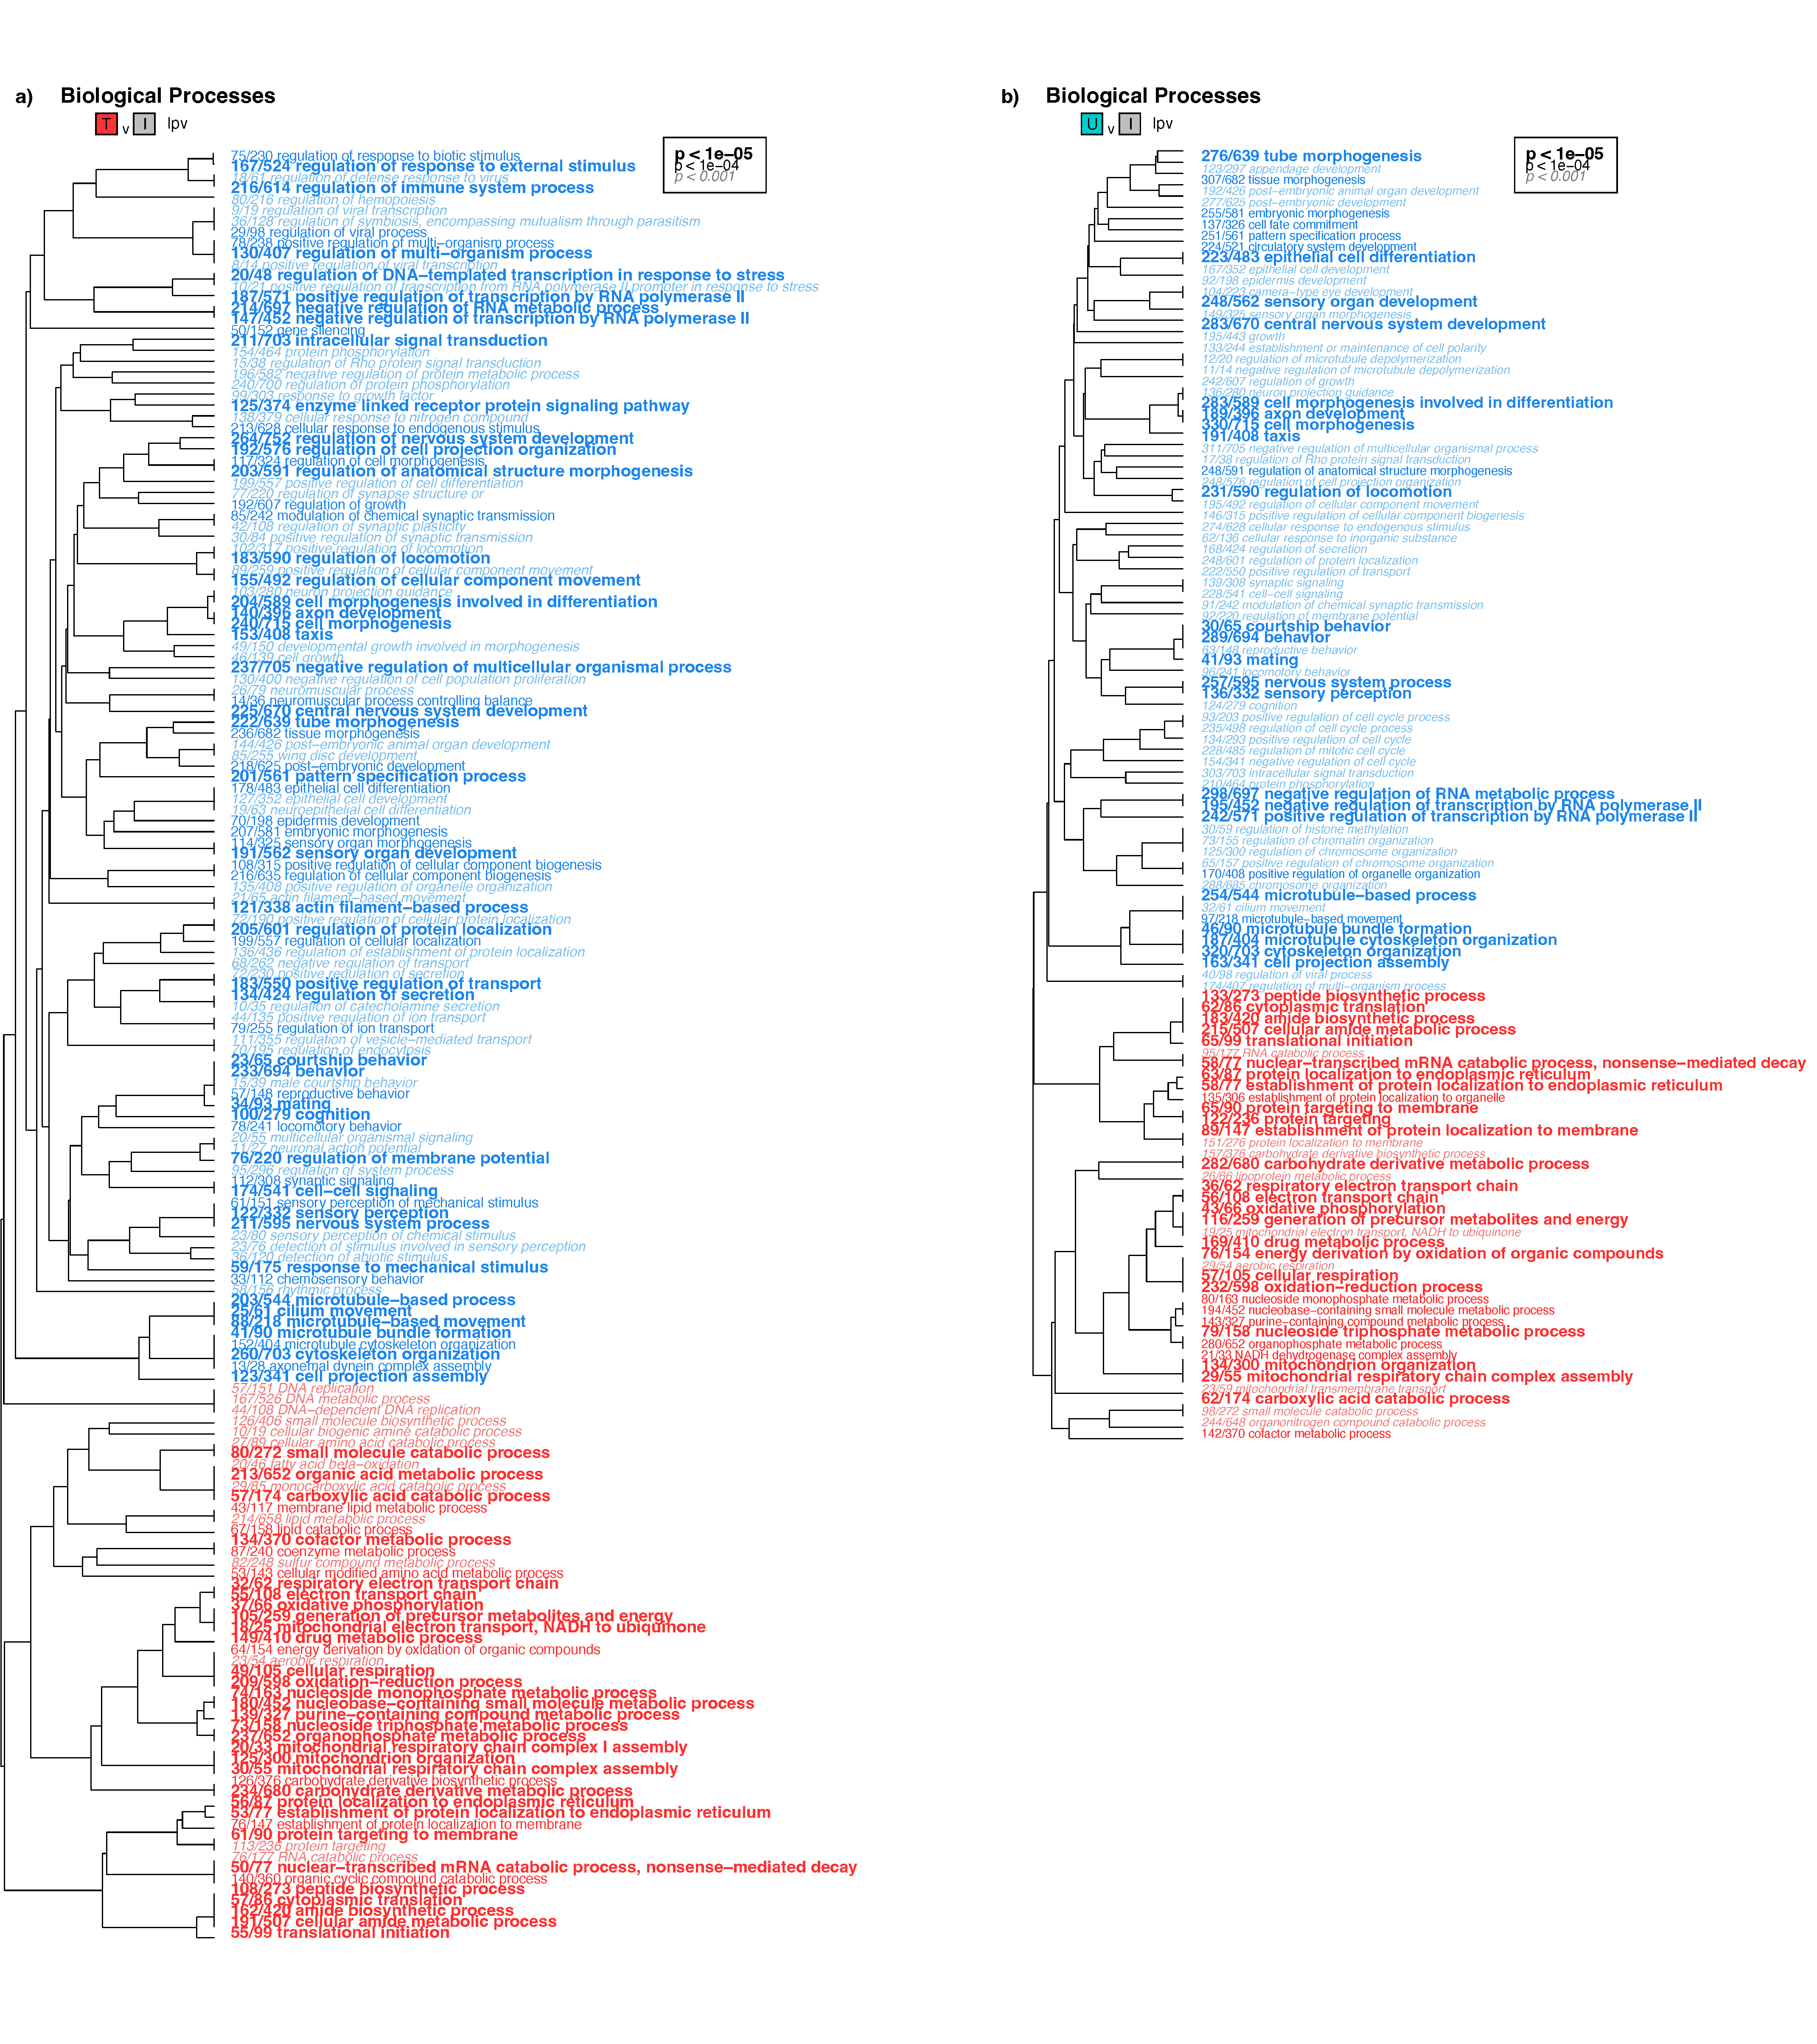 a) Biological Processes
T v I lpv
p < 1e−05
p < 1e−04
p < 0.001
75/230 regulation of response to biotic stimulus
167/524 regulation of response to external stimulus
18/61 regulation of defense response to virus
216/614 regulation of immune system process
80/216 regulation of hemopoiesis
9/19 regulation of viral transcription
36/128 regulation of symbiosis, encompassing mutualism through parasitism
29/98 regulation of viral process
78/238 positive regulation of multi−organism process
130/407 regulation of multi−organism process
8/14 positive regulation of viral transcription
20/48 regulation of DNA−templated transcription in response to stress
10/21 positive regulation of transcription from RNA polymerase II promoter in response to stress
187/571 positive regulation of transcription by RNA polymerase II
214/697 negative regulation of RNA metabolic process
147/452 negative regulation of transcription by RNA polymerase II
50/152 gene silencing
211/703 intracellular signal transduction
154/464 protein phosphorylation
15/38 regulation of Rho protein signal transduction
196/582 negative regulation of protein metabolic process
240/700 regulation of protein phosphorylation
99/303 response to growth factor
125/374 enzyme linked receptor protein signaling pathway
138/379 cellular response to nitrogen compound
213/628 cellular response to endogenous stimulus
264/752 regulation of nervous system development
192/576 regulation of cell projection organization
117/324 regulation of cell morphogenesis
203/591 regulation of anatomical structure morphogenesis
199/557 positive regulation of cell differentiation
77/220 regulation of synapse structure or
192/607 regulation of growth
85/242 modulation of chemical synaptic transmission
42/108 regulation of synaptic plasticity
30/84 positive regulation of synaptic transmission
102/317 positive regulation of locomotion
183/590 regulation of locomotion
89/259 positive regulation of cellular component movement
155/492 regulation of cellular component movement
103/280 neuron projection guidance
204/589 cell morphogenesis involved in differentiation
140/396 axon development
240/715 cell morphogenesis
153/408 taxis
49/150 developmental growth involved in morphogenesis
46/139 cell growth
237/705 negative regulation of multicellular organismal process
130/400 negative regulation of cell population proliferation
26/79 neuromuscular process
14/36 neuromuscular process controlling balance
225/670 central nervous system development
222/639 tube morphogenesis
236/682 tissue morphogenesis
144/426 post−embryonic animal organ development
85/255 wing disc development
218/625 post−embryonic development
201/561 pattern specification process
178/483 epithelial cell differentiation
127/352 epithelial cell development
19/63 neuroepithelial cell differentiation
70/198 epidermis development
207/581 embryonic morphogenesis
114/325 sensory organ morphogenesis
191/562 sensory organ development
108/315 positive regulation of cellular component biogenesis
216/635 regulation of cellular component biogenesis
135/408 positive regulation of organelle organization
21/65 actin filament−based movement
121/338 actin filament−based process
72/190 positive regulation of cellular protein localization
205/601 regulation of protein localization
199/557 regulation of cellular localization
136/436 regulation of establishment of protein localization
68/262 negative regulation of transport
72/230 positive regulation of secretion
183/550 positive regulation of transport
134/424 regulation of secretion
10/35 regulation of catecholamine secretion
44/135 positive regulation of ion transport
79/255 regulation of ion transport
111/355 regulation of vesicle−mediated transport
70/195 regulation of endocytosis
23/65 courtship behavior
233/694 behavior
15/39 male courtship behavior
57/148 reproductive behavior
34/93 mating
100/279 cognition
78/241 locomotory behavior
20/55 multicellular organismal signaling
11/27 neuronal action potential
76/220 regulation of membrane potential
95/296 regulation of system process
112/308 synaptic signaling
174/541 cell−cell signaling
61/151 sensory perception of mechanical stimulus
122/332 sensory perception
211/595 nervous system process
23/80 sensory perception of chemical stimulus
23/76 detection of stimulus involved in sensory perception
36/120 detection of abiotic stimulus
59/175 response to mechanical stimulus
33/112 chemosensory behavior
58/156 rhythmic process
203/544 microtubule−based process
25/61 cilium movement
88/218 microtubule−based movement
41/90 microtubule bundle formation
152/404 microtubule cytoskeleton organization
260/703 cytoskeleton organization
13/28 axonemal dynein complex assembly
123/341 cell projection assembly
57/151 DNA replication
167/526 DNA metabolic process
44/108 DNA−dependent DNA replication
126/406 small molecule biosynthetic process
10/19 cellular biogenic amine catabolic process
27/89 cellular amino acid catabolic process
80/272 small molecule catabolic process
20/46 fatty acid beta−oxidation
213/652 organic acid metabolic process
29/85 monocarboxylic acid catabolic process
57/174 carboxylic acid catabolic process
43/117 membrane lipid metabolic process
214/658 lipid metabolic process
67/158 lipid catabolic process
134/370 cofactor metabolic process
87/240 coenzyme metabolic process
82/248 sulfur compound metabolic process
53/143 cellular modified amino acid metabolic process
32/62 respiratory electron transport chain
55/108 electron transport chain
37/66 oxidative phosphorylation
105/259 generation of precursor metabolites and energy
18/25 mitochondrial electron transport, NADH to ubiquinone
149/410 drug metabolic process
64/154 energy derivation by oxidation of organic compounds
23/54 aerobic respiration
49/105 cellular respiration
209/598 oxidation−reduction process
74/163 nucleoside monophosphate metabolic process
180/452 nucleobase−containing small molecule metabolic process
139/327 purine−containing compound metabolic process
73/158 nucleoside triphosphate metabolic process
237/652 organophosphate metabolic process
20/33 mitochondrial respiratory chain complex I assembly
125/300 mitochondrion organization
30/55 mitochondrial respiratory chain complex assembly
126/376 carbohydrate derivative biosynthetic process
234/680 carbohydrate derivative metabolic process
56/87 protein localization to endoplasmic reticulum
53/77 establishment of protein localization to endoplasmic reticulum
76/147 establishment of protein localization to membrane
61/90 protein targeting to membrane
113/236 protein targeting
76/177 RNA catabolic process
50/77 nuclear−transcribed mRNA catabolic process, nonsense−mediated decay
140/360 organic cyclic compound catabolic process
108/273 peptide biosynthetic process
57/86 cytoplasmic translation
162/420 amide biosynthetic process
191/507 cellular amide metabolic process
55/99 translational initiation
b) Biological Processes
U v I lpv
p < 1e−05
p < 1e−04
p < 0.001
276/639 tube morphogenesis
123/297 appendage development
307/682 tissue morphogenesis
192/426 post−embryonic animal organ development
277/625 post−embryonic development
255/581 embryonic morphogenesis
137/326 cell fate commitment
251/561 pattern specification process
224/521 circulatory system development
223/483 epithelial cell differentiation
167/352 epithelial cell development
92/198 epidermis development
104/223 camera−type eye development
248/562 sensory organ development
149/325 sensory organ morphogenesis
283/670 central nervous system development
195/443 growth
133/244 establishment or maintenance of cell polarity
12/20 regulation of microtubule depolymerization
11/14 negative regulation of microtubule depolymerization
242/607 regulation of growth
136/280 neuron projection guidance
283/589 cell morphogenesis involved in differentiation
189/396 axon development
330/715 cell morphogenesis
191/408 taxis
311/705 negative regulation of multicellular organismal process
17/38 regulation of Rho protein signal transduction
248/591 regulation of anatomical structure morphogenesis
248/576 regulation of cell projection organization
231/590 regulation of locomotion
195/492 regulation of cellular component movement
146/315 positive regulation of cellular component biogenesis
274/628 cellular response to endogenous stimulus
62/136 cellular response to inorganic substance
168/424 regulation of secretion
248/601 regulation of protein localization
222/550 positive regulation of transport
139/308 synaptic signaling
228/541 cell−cell signaling
91/242 modulation of chemical synaptic transmission
92/220 regulation of membrane potential
30/65 courtship behavior
289/694 behavior
63/148 reproductive behavior
41/93 mating
96/241 locomotory behavior
257/595 nervous system process
136/332 sensory perception
124/279 cognition
93/203 positive regulation of cell cycle process
235/498 regulation of cell cycle process
134/293 positive regulation of cell cycle
228/485 regulation of mitotic cell cycle
154/341 negative regulation of cell cycle
303/703 intracellular signal transduction
210/464 protein phosphorylation
298/697 negative regulation of RNA metabolic process
195/452 negative regulation of transcription by RNA polymerase II
242/571 positive regulation of transcription by RNA polymerase II
30/59 regulation of histone methylation
73/155 regulation of chromatin organization
125/300 regulation of chromosome organization
65/157 positive regulation of chromosome organization
170/408 positive regulation of organelle organization
288/685 chromosome organization
254/544 microtubule−based process
32/61 cilium movement
97/218 microtubule−based movement
46/90 microtubule bundle formation
187/404 microtubule cytoskeleton organization
320/703 cytoskeleton organization
163/341 cell projection assembly
40/98 regulation of viral process
174/407 regulation of multi−organism process
133/273 peptide biosynthetic process
62/86 cytoplasmic translation
183/420 amide biosynthetic process
215/507 cellular amide metabolic process
65/99 translational initiation
95/177 RNA catabolic process
58/77 nuclear−transcribed mRNA catabolic process, nonsense−mediated decay
63/87 protein localization to endoplasmic reticulum
58/77 establishment of protein localization to endoplasmic reticulum
135/306 establishment of protein localization to organelle
65/90 protein targeting to membrane
122/236 protein targeting
89/147 establishment of protein localization to membrane
151/276 protein localization to membrane
157/376 carbohydrate derivative biosynthetic process
282/680 carbohydrate derivative metabolic process
26/66 lipoprotein metabolic process
36/62 respiratory electron transport chain
56/108 electron transport chain
43/66 oxidative phosphorylation
116/259 generation of precursor metabolites and energy
19/25 mitochondrial electron transport, NADH to ubiquinone
169/410 drug metabolic process
76/154 energy derivation by oxidation of organic compounds
29/54 aerobic respiration
57/105 cellular respiration
232/598 oxidation−reduction process
80/163 nucleoside monophosphate metabolic process
194/452 nucleobase−containing small molecule metabolic process
143/327 purine−containing compound metabolic process
79/158 nucleoside triphosphate metabolic process
280/652 organophosphate metabolic process
21/33 NADH dehydrogenase complex assembly
134/300 mitochondrion organization
29/55 mitochondrial respiratory chain complex assembly
23/59 mitochondrial transmembrane transport
62/174 carboxylic acid catabolic process
98/272 small molecule catabolic process
244/648 organonitrogen compound catabolic process
142/370 cofactor metabolic process